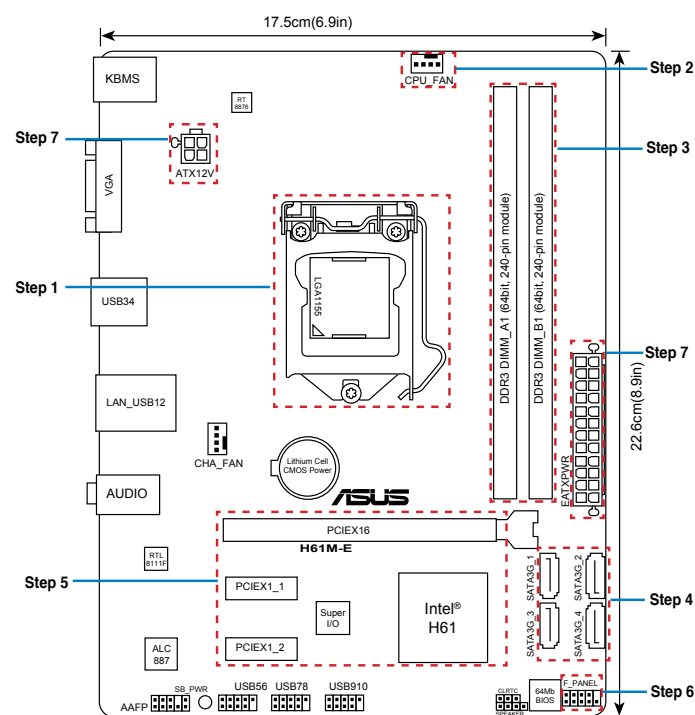 17.5cm(6.9in)
KBMS
CPU_FAN
Step 2
RT
8876
Step 7
ATX12V
Step 3
VGA
DDR3 DIMM_A1 (64bit, 240-pin module)
DDR3 DIMM_B1 (64bit, 240-pin module)
Step 1
LGA1155
USB34
Step 7
22.6cm(8.9in)
LAN_USB12
CHA_FAN
Lithium Cell
CMOS Power
EATXPWR
AUDIO
ASUS
PCIEX16
H61M-E
RTL
8111F
Step 5
PCIEX1_1
Super
I/O
Intel®
H61
SATA3G_1
SATA3G_2
SATA3G_3
SATA3G_4
Step 4
ALC
887
PCIEX1_2
AAFP
SB_PWR
USB56
USB78
USB910
CLRTC
SPEAKER
64Mb
BIOS
F_PANEL
Step 6